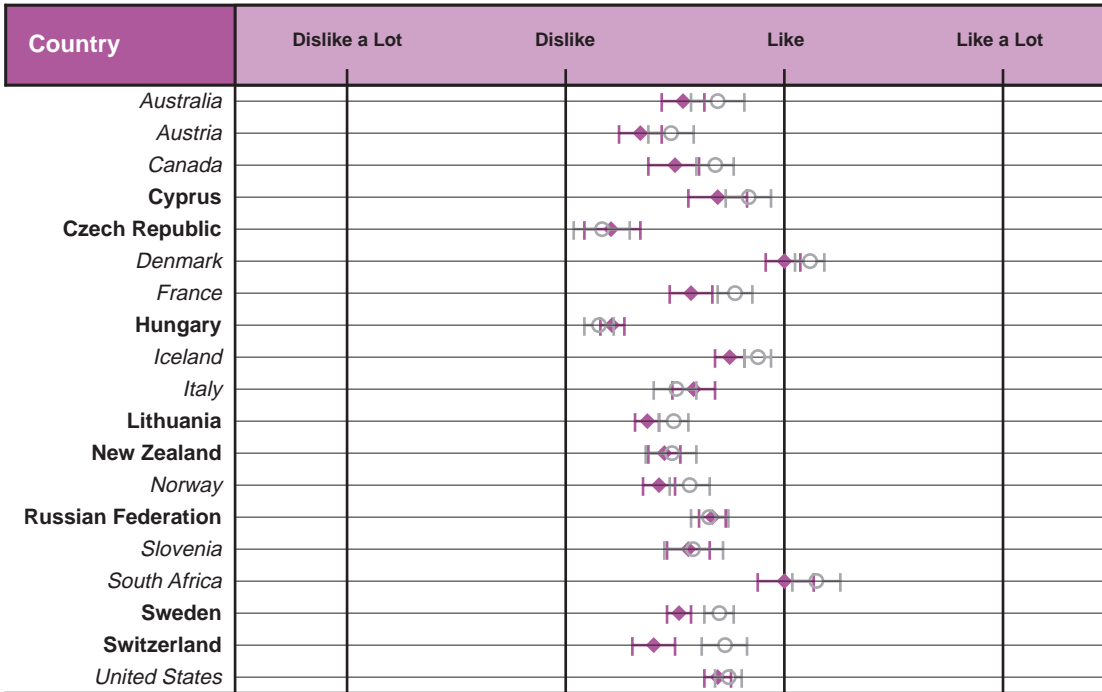 Country Dislike a Lot Dislike Like Like a Lot
Australia
Austria
Canada
Cyprus
Czech Republic
Denmark
France
Hungary
Iceland
Italy
Lithuania
New Zealand
Norway
Russian Federation
Slovenia
South Africa
Sweden
Switzerland
United States